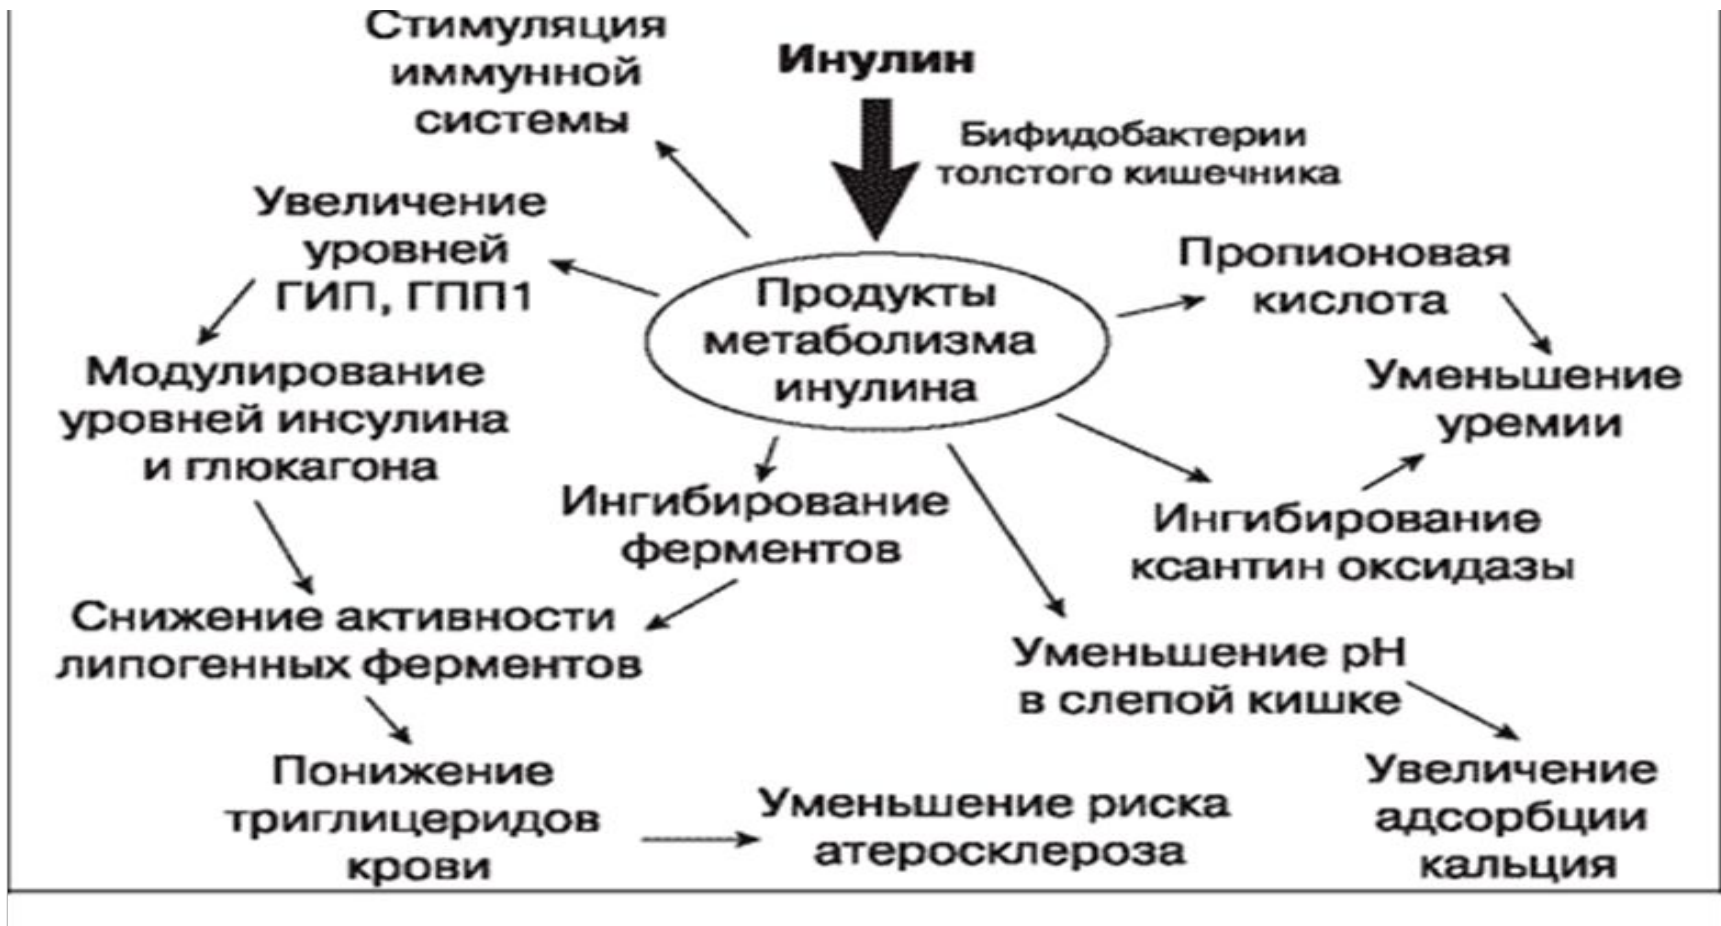 Стимуляция
иммунной
системы
Инулин
Бифидобактерии
толстого кишечника
Увеличение
уровней
ГИП, ГПП1
Продукты
метаболизма
инулина
Пропионовая
кислота
Модулирование
уровней инсулина
и глюкагона
Уменьшение
уремии
Ингибирование
ферментов
Ингибирование
ксантин оксидазы
Снижение активности
липогенных ферментов
Уменьшение pH
в слепой кишке
Понижение
триглицеридов
крови
Уменьшение риска
атеросклероза
Увеличение
адсорбции
кальция